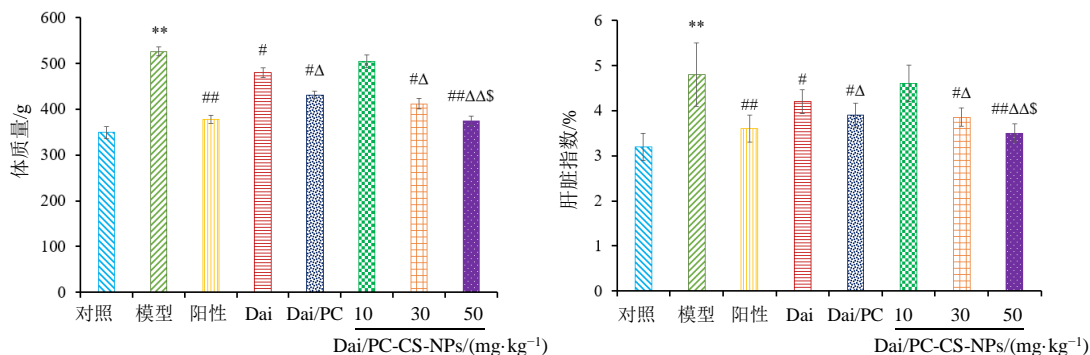 600
500
400
300
200
100
0
体质量/g
**
##
#
#Δ
#Δ
##ΔΔ$
对照 模型 阳性 Dai Dai/PC 10 30 50
Dai/PC-CS-NPs/(mg·kg⁻¹)
6
5
4
3
2
1
0
肝脏指数/%
**
##
#
#Δ
#Δ
##ΔΔ$
对照 模型 阳性 Dai Dai/PC 10 30 50
Dai/PC-CS-NPs/(mg·kg⁻¹)